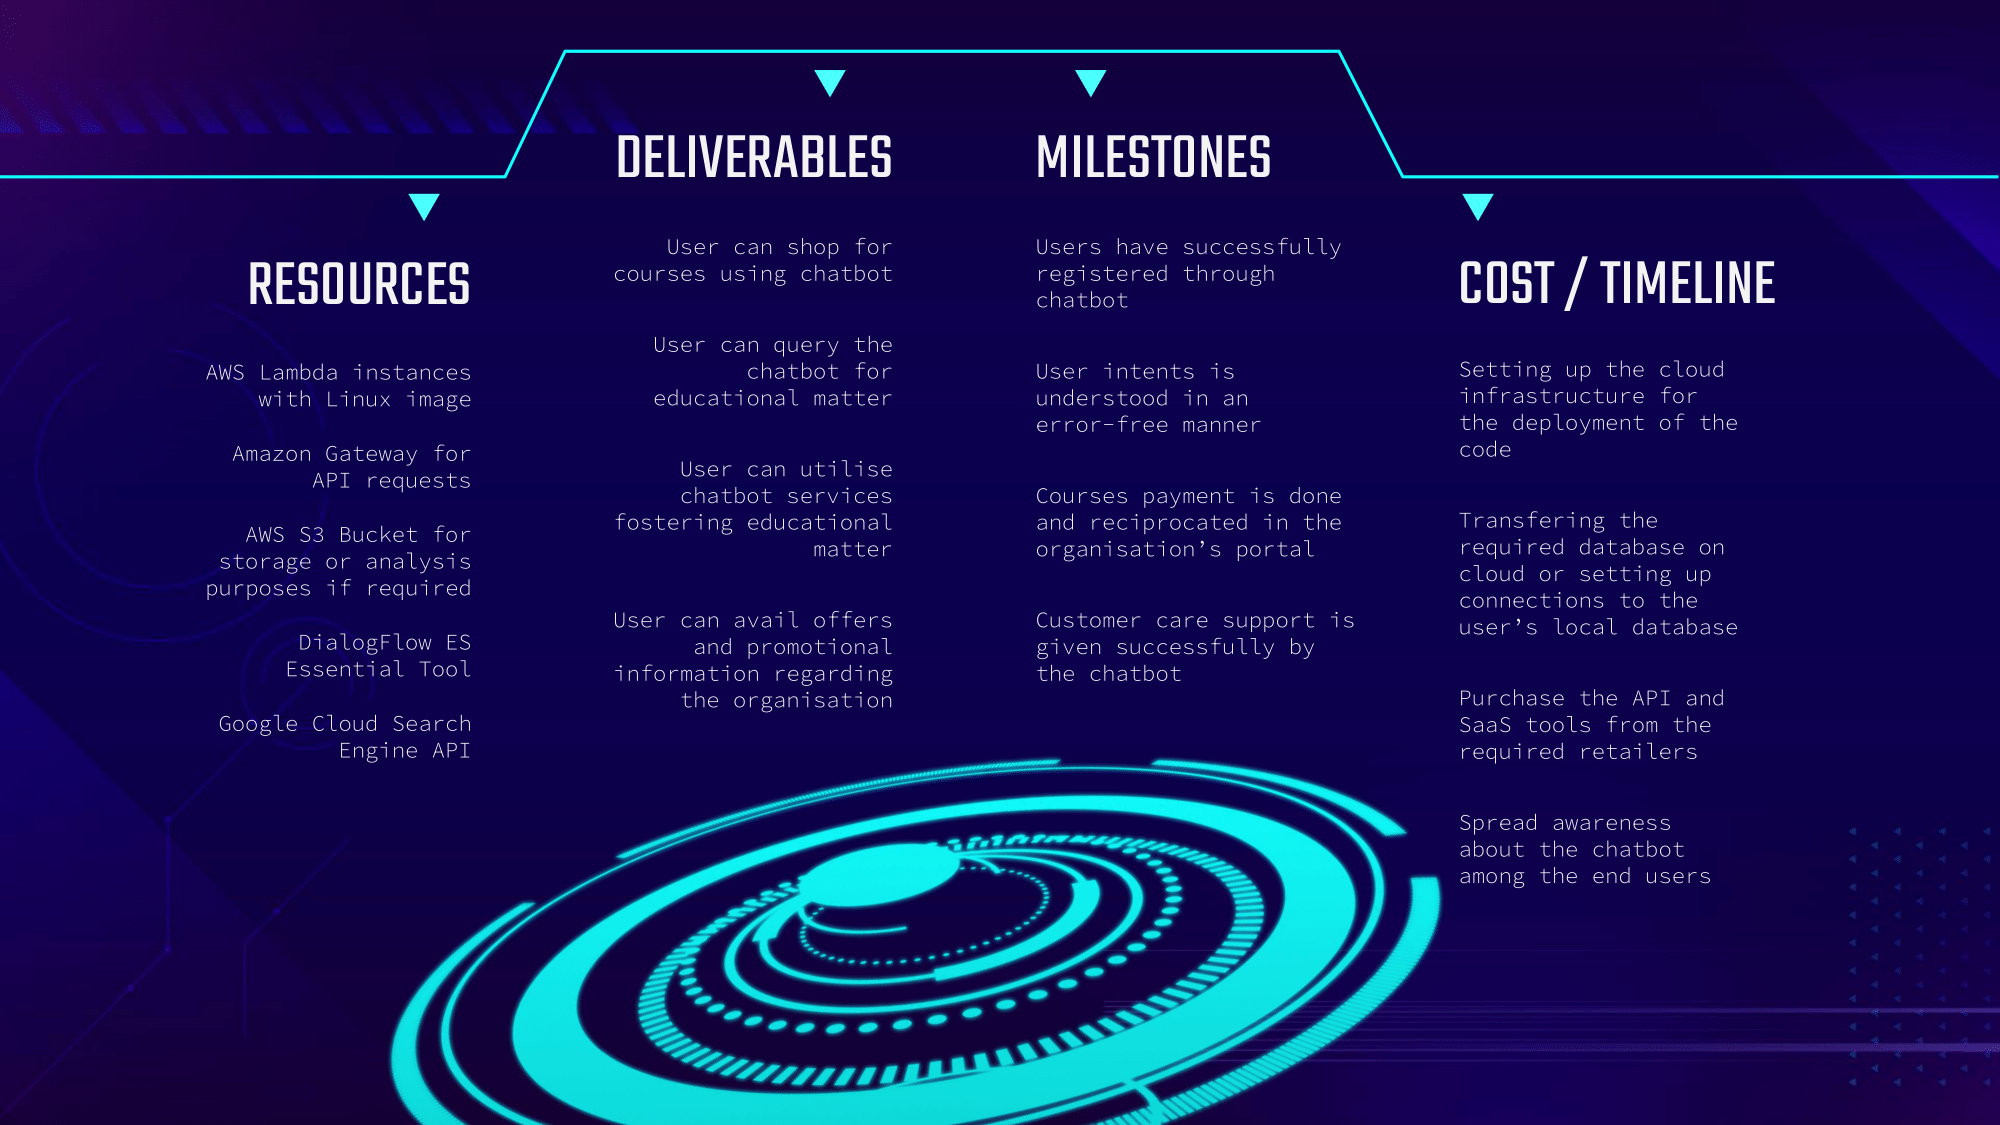 RESOURCES
AWS Lambda instances
with Linux image
Amazon Gateway for
API requests
AWS S3 Bucket for
storage or analysis
purposes if required
DialogFlow ES
Essential Tool
Google Cloud Search
Engine API
DELIVERABLES
User can shop for
courses using chatbot
User can query the
chatbot for
educational matter
User can utilise
chatbot services
fostering educational
matter
User can avail offers
and promotional
information regarding
the organisation
MILESTONES
Users have successfully
registered through
chatbot
User intents is
understood in an
error-free manner
Courses payment is done
and reciprocated in the
organisation’s portal
Customer care support is
given successfully by
the chatbot
COST / TIMELINE
Setting up the cloud
infrastructure for
the deployment of the
code
Transfering the
required database on
cloud or setting up
connections to the
user’s local database
Purchase the API and
SaaS tools from the
required retailers
Spread awareness
about the chatbot
among the end users